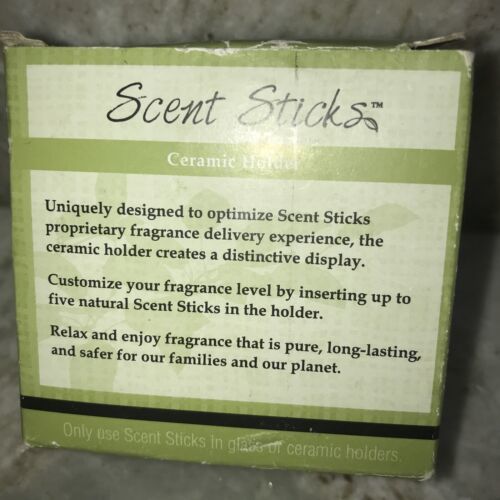 Scent Sticks™
Ceramic Holder
Uniquely designed to optimize Scent Sticks
proprietary fragrance delivery experience, the
ceramic holder creates a distinctive display.
Customize your fragrance level by inserting up to
five natural Scent Sticks in the holder.
Relax and enjoy fragrance that is pure, long-lasting,
and safer for our families and our planet.
Only use Scent Sticks in glass or ceramic holders.